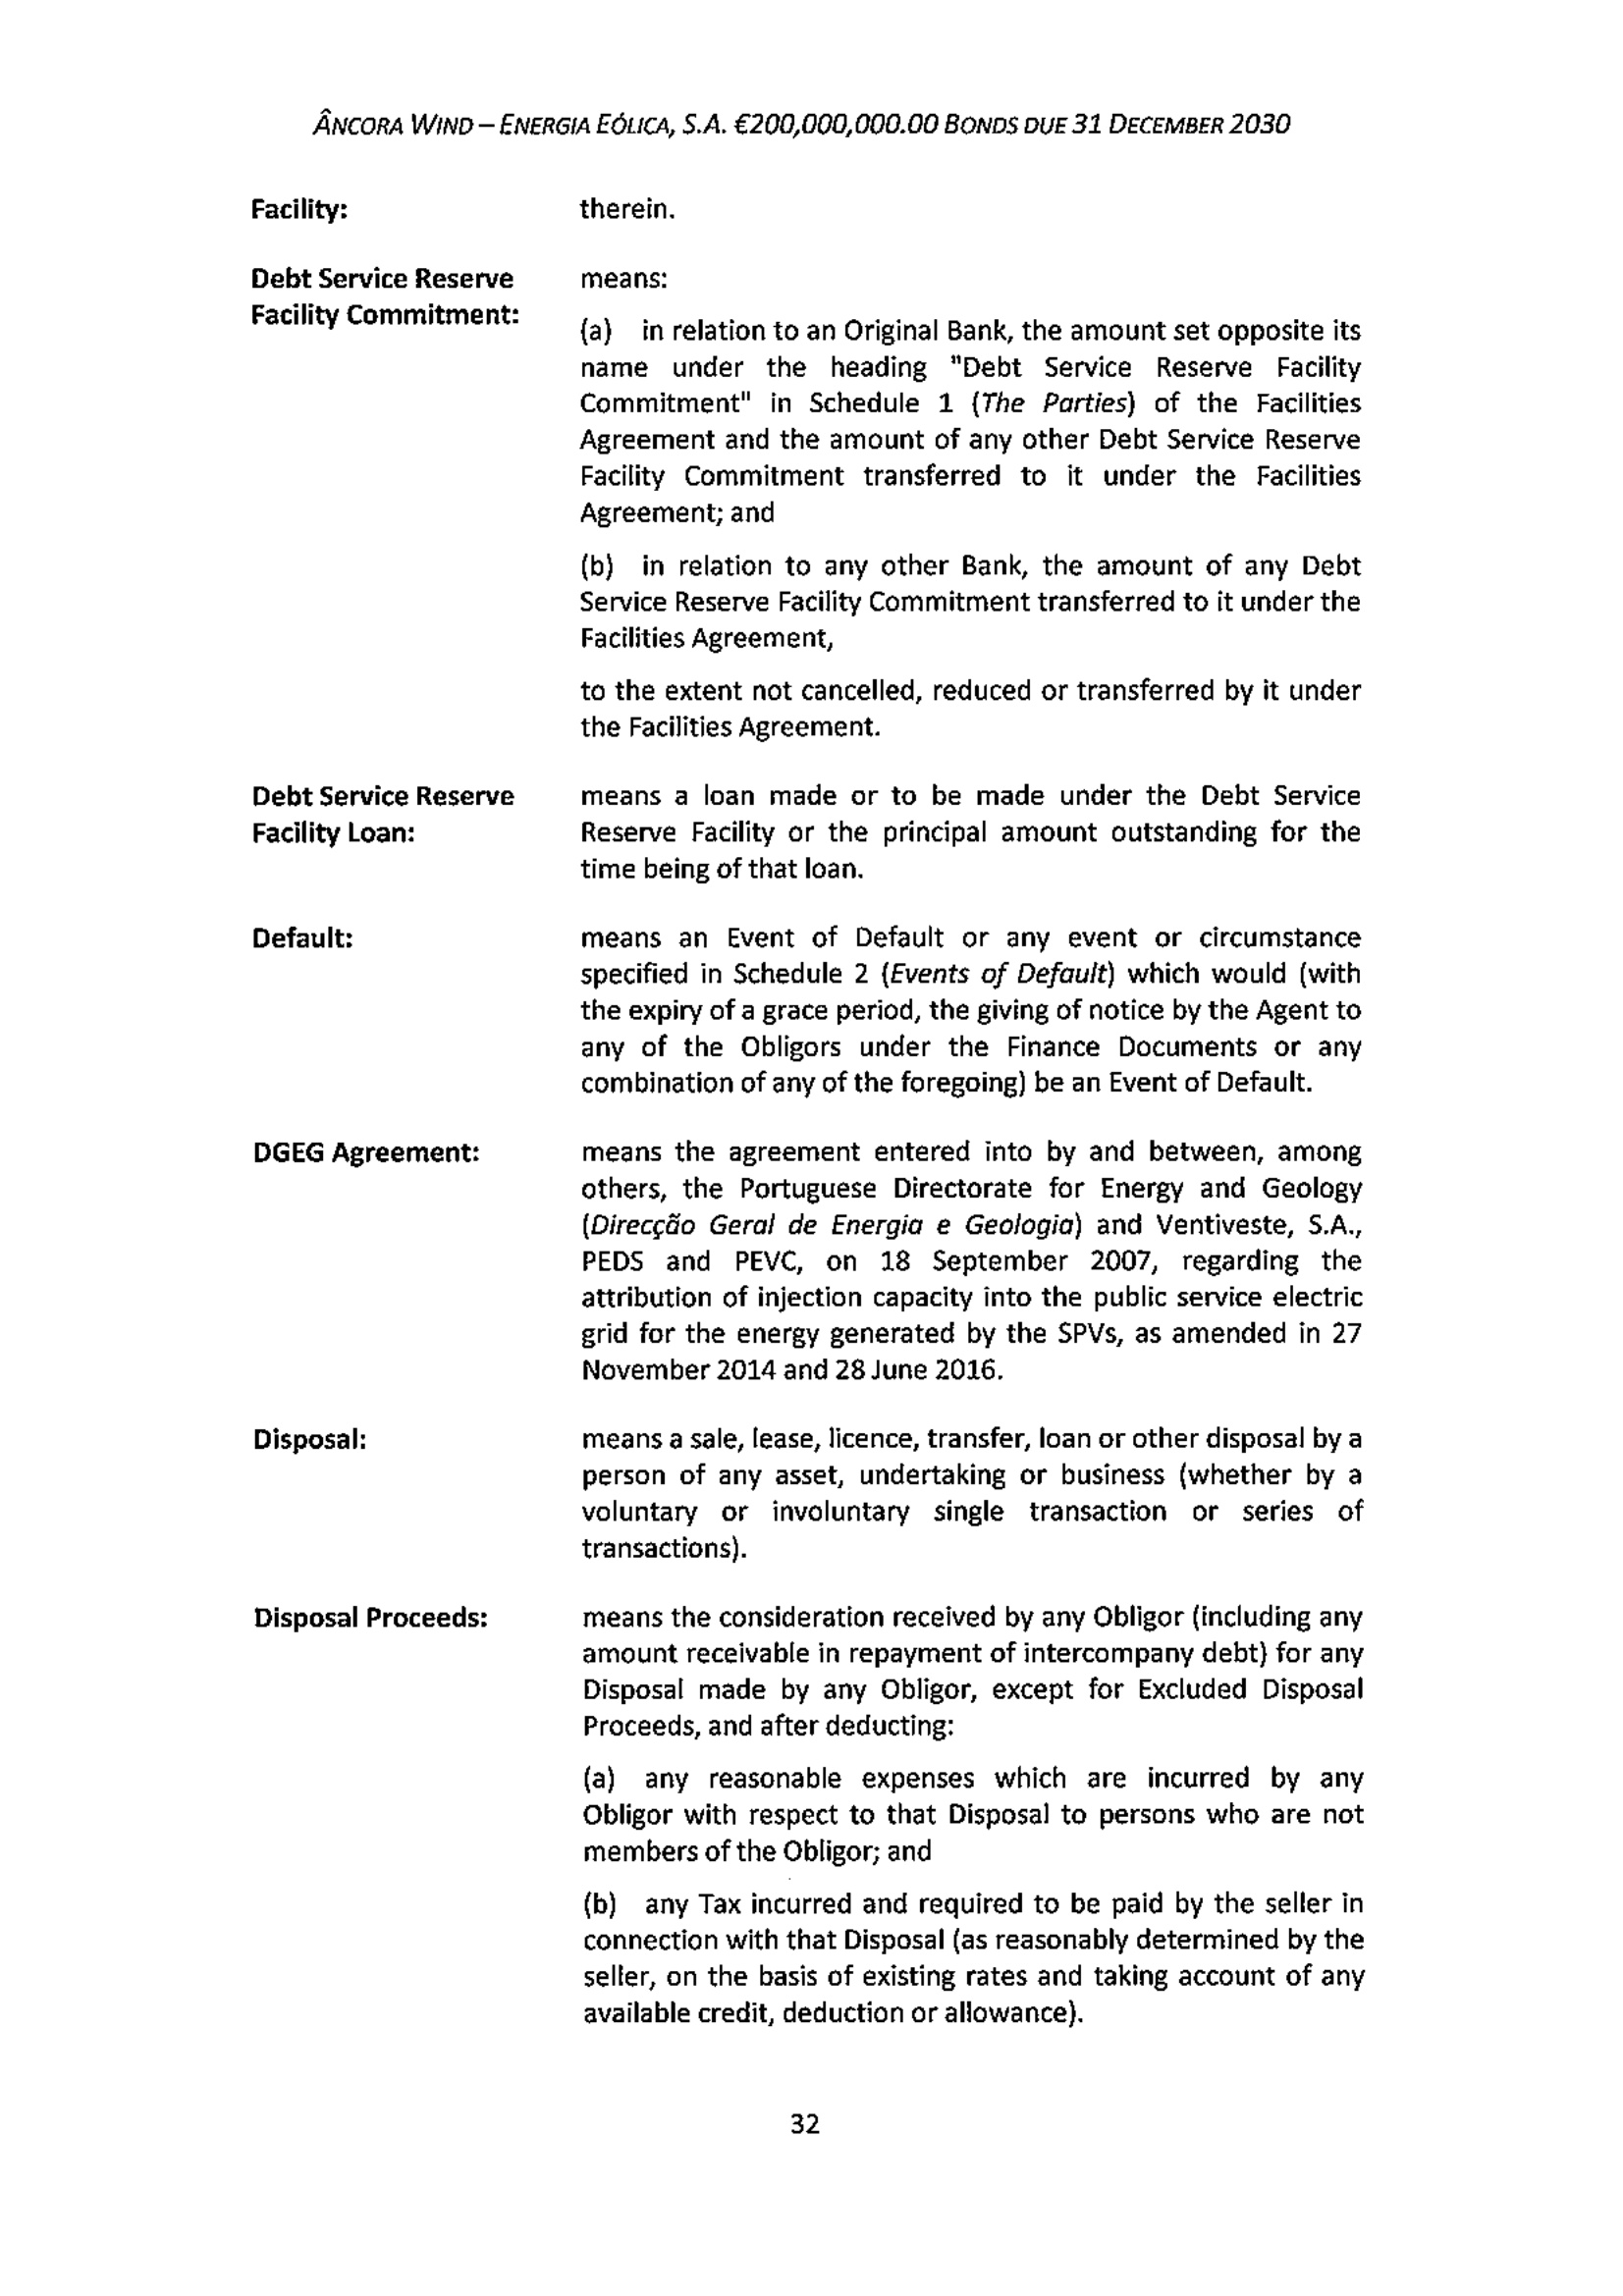 ÂNCORA WIND – ENERGIA EÓLICA, S.A. €200,000,000.00 BONDS DUE 31 DECEMBER 2030
Facility: therein.
Debt Service Reserve means:
Facility Commitment:
(a) in relation to an Original Bank, the amount set opposite its
name under the heading "Debt Service Reserve Facility
Commitment" in Schedule 1 (The Parties) of the Facilities
Agreement and the amount of any other Debt Service Reserve
Facility Commitment transferred to it under the Facilities
Agreement; and
(b) in relation to any other Bank, the amount of any Debt
Service Reserve Facility Commitment transferred to it under the
Facilities Agreement,
to the extent not cancelled, reduced or transferred by it under
the Facilities Agreement.
Debt Service Reserve means a loan made or to be made under the Debt Service
Facility Loan: Reserve Facility or the principal amount outstanding for the
time being of that loan.
Default: means an Event of Default or any event or circumstance
specified in Schedule 2 (Events of Default) which would (with
the expiry of a grace period, the giving of notice by the Agent to
any of the Obligors under the Finance Documents or any
combination of any of the foregoing) be an Event of Default.
DGEG Agreement: means the agreement entered into by and between, among
others, the Portuguese Directorate for Energy and Geology
(Direcção Geral de Energia e Geologia) and Ventiveste, S.A.,
PEDS and PEVC, on 18 September 2007, regarding the
attribution of injection capacity into the public service electric
grid for the energy generated by the SPVs, as amended in 27
November 2014 and 28 June 2016.
Disposal: means a sale, lease, licence, transfer, loan or other disposal by a
person of any asset, undertaking or business (whether by a
voluntary or involuntary single transaction or series of
transactions).
Disposal Proceeds: means the consideration received by any Obligor (including any
amount receivable in repayment of intercompany debt) for any
Disposal made by any Obligor, except for Excluded Disposal
Proceeds, and after deducting:
(a) any reasonable expenses which are incurred by any
Obligor with respect to that Disposal to persons who are not
members of the Obligor; and
(b) any Tax incurred and required to be paid by the seller in
connection with that Disposal (as reasonably determined by the
seller, on the basis of existing rates and taking account of any
available credit, deduction or allowance).
32